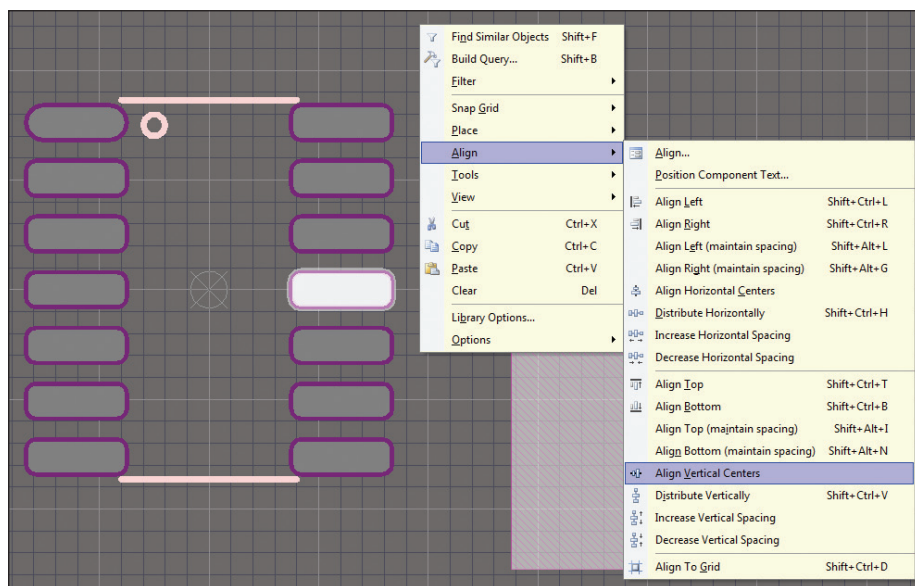 Find Similar Objects Shift+F
Build Query... Shift+B
Filter
Snap Grid
Place
Align
Tools
View
Cut Ctrl+X
Copy Ctrl+C
Paste Ctrl+V
Clear Del
Library Options...
Options
Align...
Position Component Text...
Align Left Shift+Ctrl+L
Align Right Shift+Ctrl+R
Align Left (maintain spacing) Shift+Alt+L
Align Right (maintain spacing) Shift+Alt+G
Align Horizontal Centers
Distribute Horizontally Shift+Ctrl+H
Increase Horizontal Spacing
Decrease Horizontal Spacing
Align Top Shift+Ctrl+T
Align Bottom Shift+Ctrl+B
Align Top (maintain spacing) Shift+Alt+I
Align Bottom (maintain spacing) Shift+Alt+N
Align Vertical Centers
Distribute Vertically Shift+Ctrl+V
Increase Vertical Spacing
Decrease Vertical Spacing
Align To Grid Shift+Ctrl+D